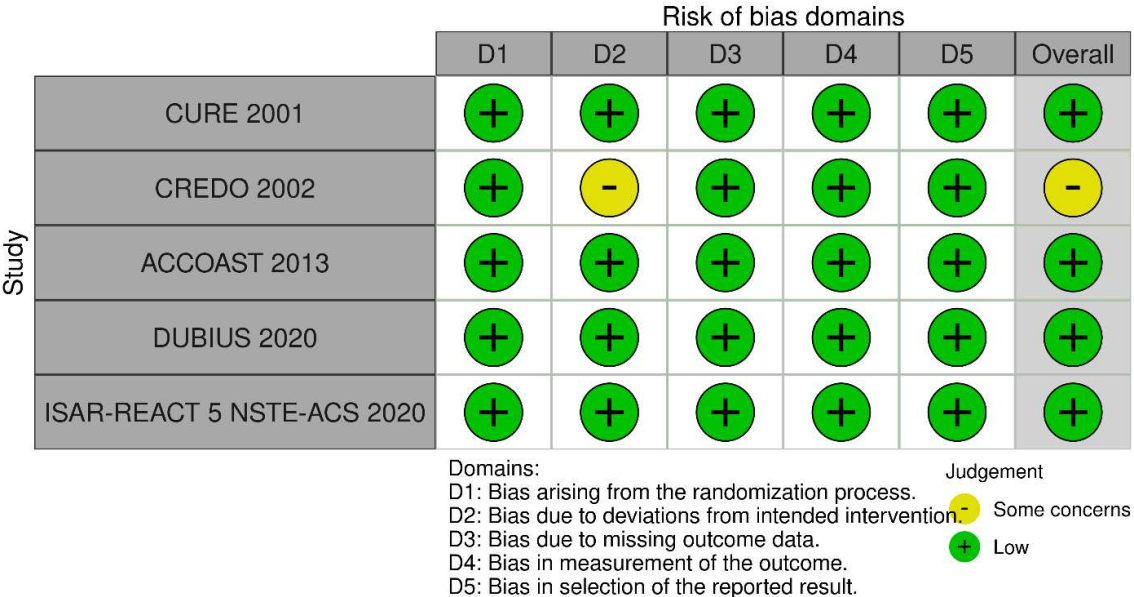 Risk of bias domains
D1 D2 D3 D4 D5 Overall
Study
CURE 2001 + + + + + +
CREDO 2002 + - + + + -
ACCOAST 2013 + + + + + +
DUBIUS 2020 + + + + + +
ISAR-REACT 5 NSTE-ACS 2020 + + + + + +
Domains:
D1: Bias arising from the randomization process.
D2: Bias due to deviations from intended intervention.
D3: Bias due to missing outcome data.
D4: Bias in measurement of the outcome.
D5: Bias in selection of the reported result.
Judgement
- Some concerns
+ Low